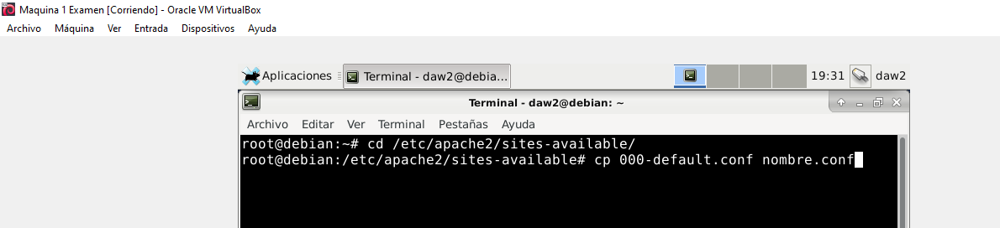 Maquina 1 Examen [Corriendo] - Oracle VM VirtualBox
Archivo Máquina Ver Entrada Dispositivos Ayuda
Aplicaciones Terminal - daw2@debia... 19:31 daw2
Terminal - daw2@debian: ~
Archivo Editar Ver Terminal Pestañas Ayuda
root@debian:~# cd /etc/apache2/sites-available/
root@debian:/etc/apache2/sites-available# cp 000-default.conf nombre.conf